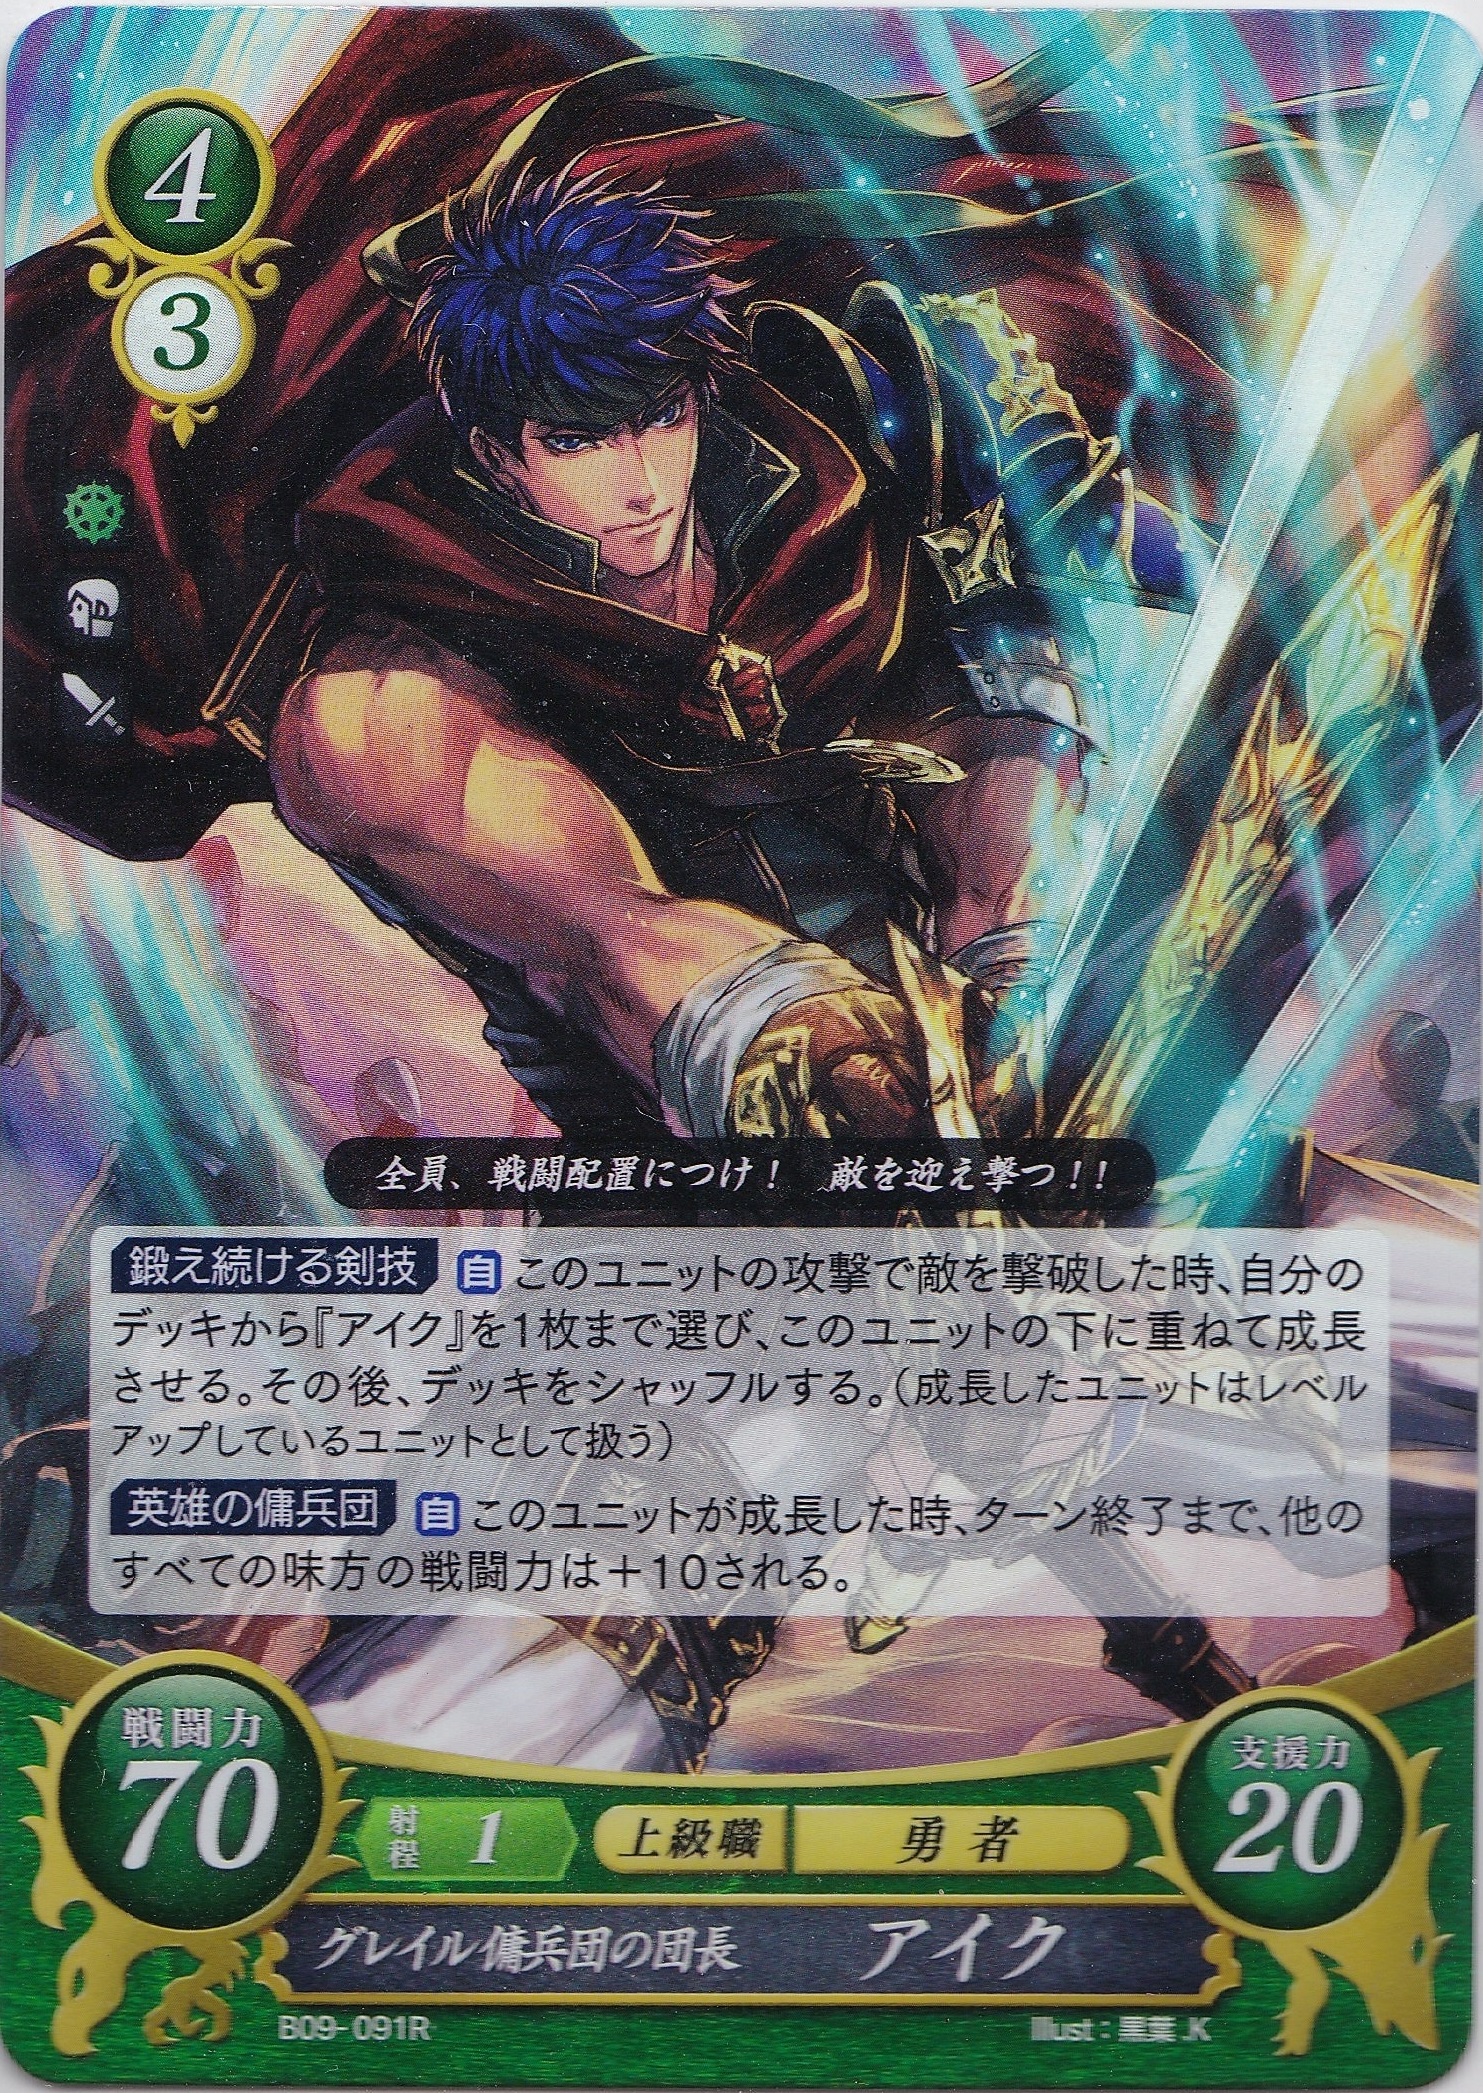 4
3
全員、戦闘配置につけ!　敵を迎え撃つ!!
鍛え続ける剣技 自 このユニットの攻撃で敵を撃破した時、自分の
デッキから『アイク』を1枚まで選び、このユニットの下に重ねて成長
させる。その後、デッキをシャッフルする。(成長したユニットはレベル
アップしているユニットとして扱う)
英雄の傭兵団 自 このユニットが成長した時、ターン終了まで、他の
すべての味方の戦闘力は+10される。
戦闘力
70
射程 1
上級職 勇者
支援力
20
グレイル傭兵団の団長 アイク
B09-091R
Illust:黒葉.K